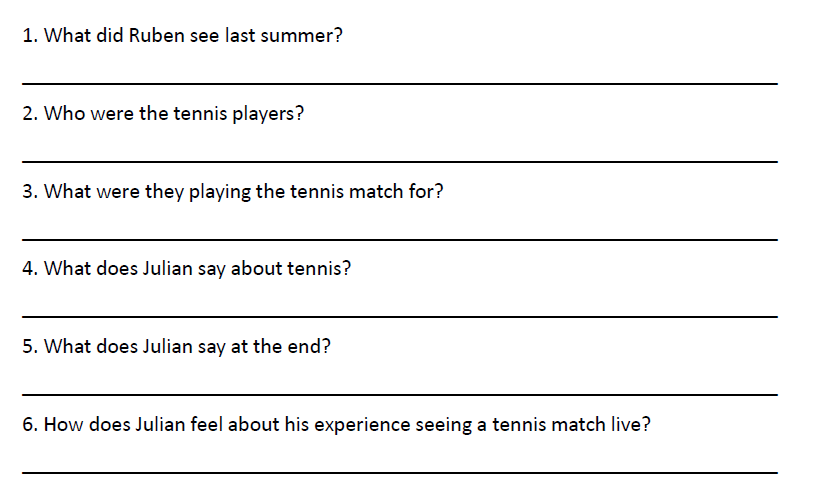 1. What did Ruben see last summer?
2. Who were the tennis players?
3. What were they playing the tennis match for?
4. What does Julian say about tennis?
5. What does Julian say at the end?
6. How does Julian feel about his experience seeing a tennis match live?